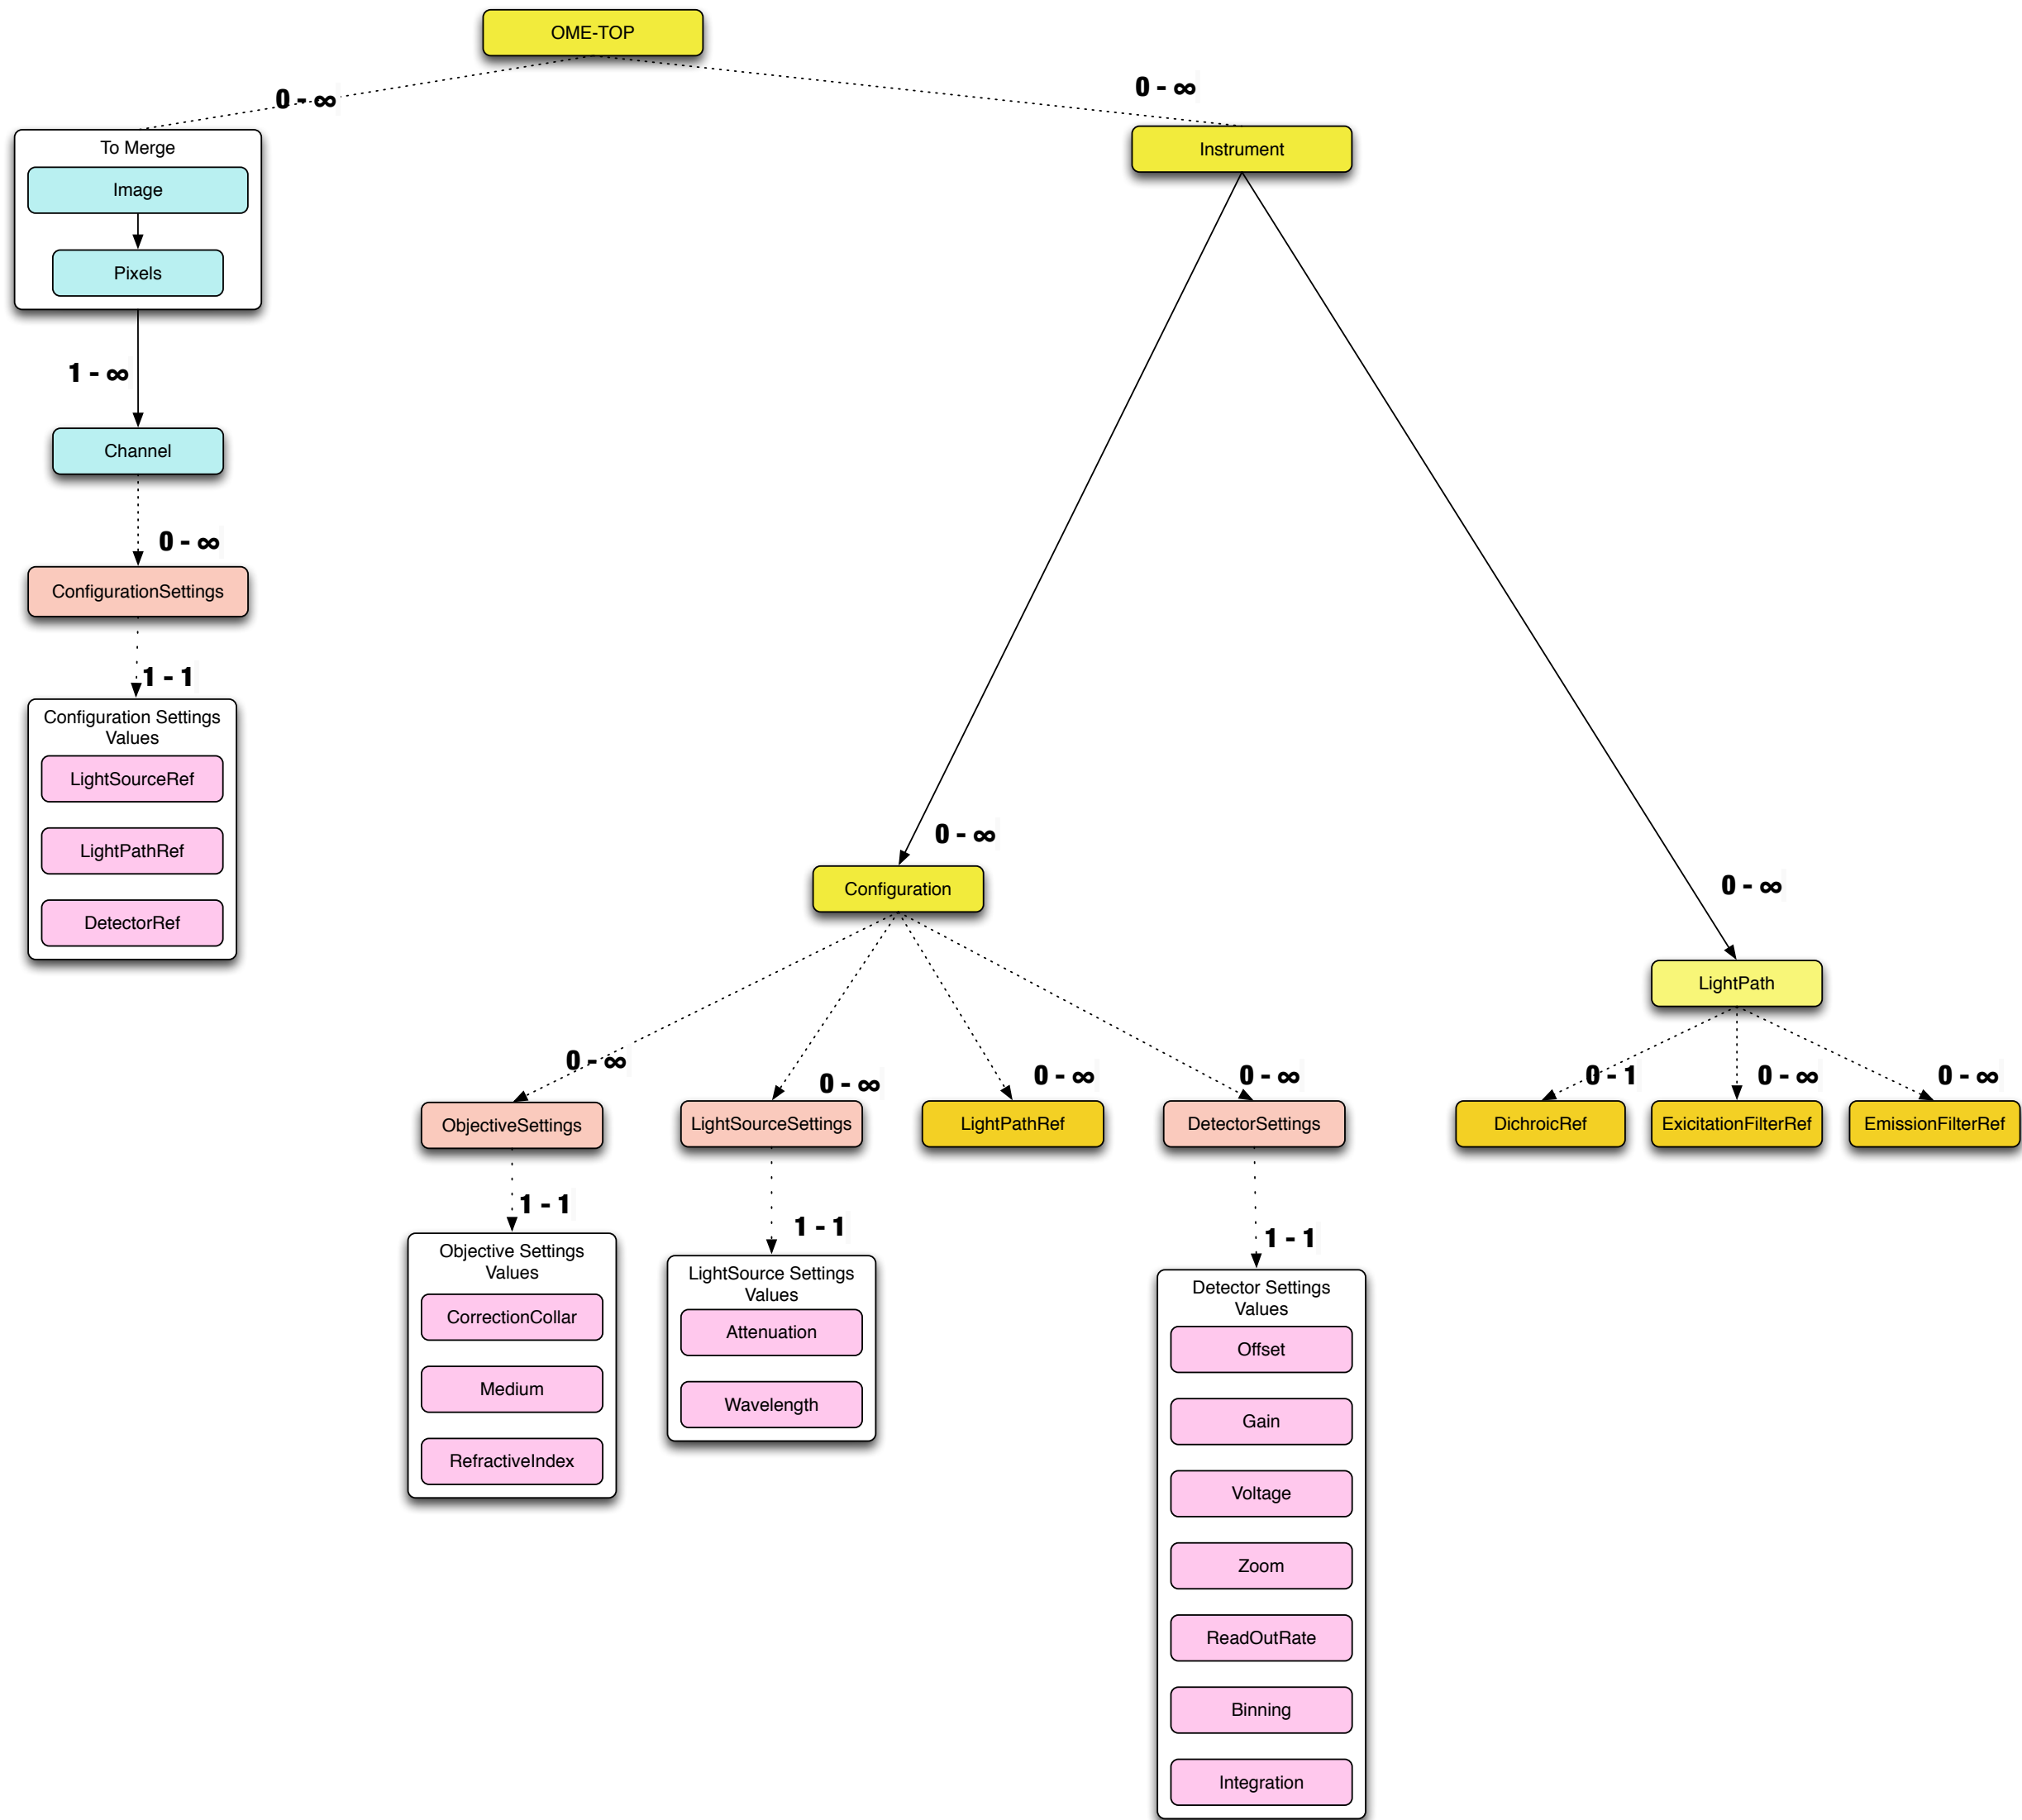 OME-TOP
0 - ∞
0 - ∞
To Merge
Image
Pixels
Instrument
1 - ∞
Channel
0 - ∞
ConfigurationSettings
1 - 1
Configuration Settings
Values
LightSourceRef
LightPathRef
DetectorRef
0 - ∞
Configuration
0 - ∞
LightPath
0 - ∞
0 - ∞
0 - ∞
0 - ∞
0 - 1
0 - ∞
0 - ∞
ObjectiveSettings
LightSourceSettings
LightPathRef
DetectorSettings
DichroicRef
ExicitationFilterRef
EmissionFilterRef
1 - 1
1 - 1
1 - 1
Objective Settings
Values
CorrectionCollar
Medium
RefractiveIndex
LightSource Settings
Values
Attenuation
Wavelength
Detector Settings
Values
Offset
Gain
Voltage
Zoom
ReadOutRate
Binning
Integration